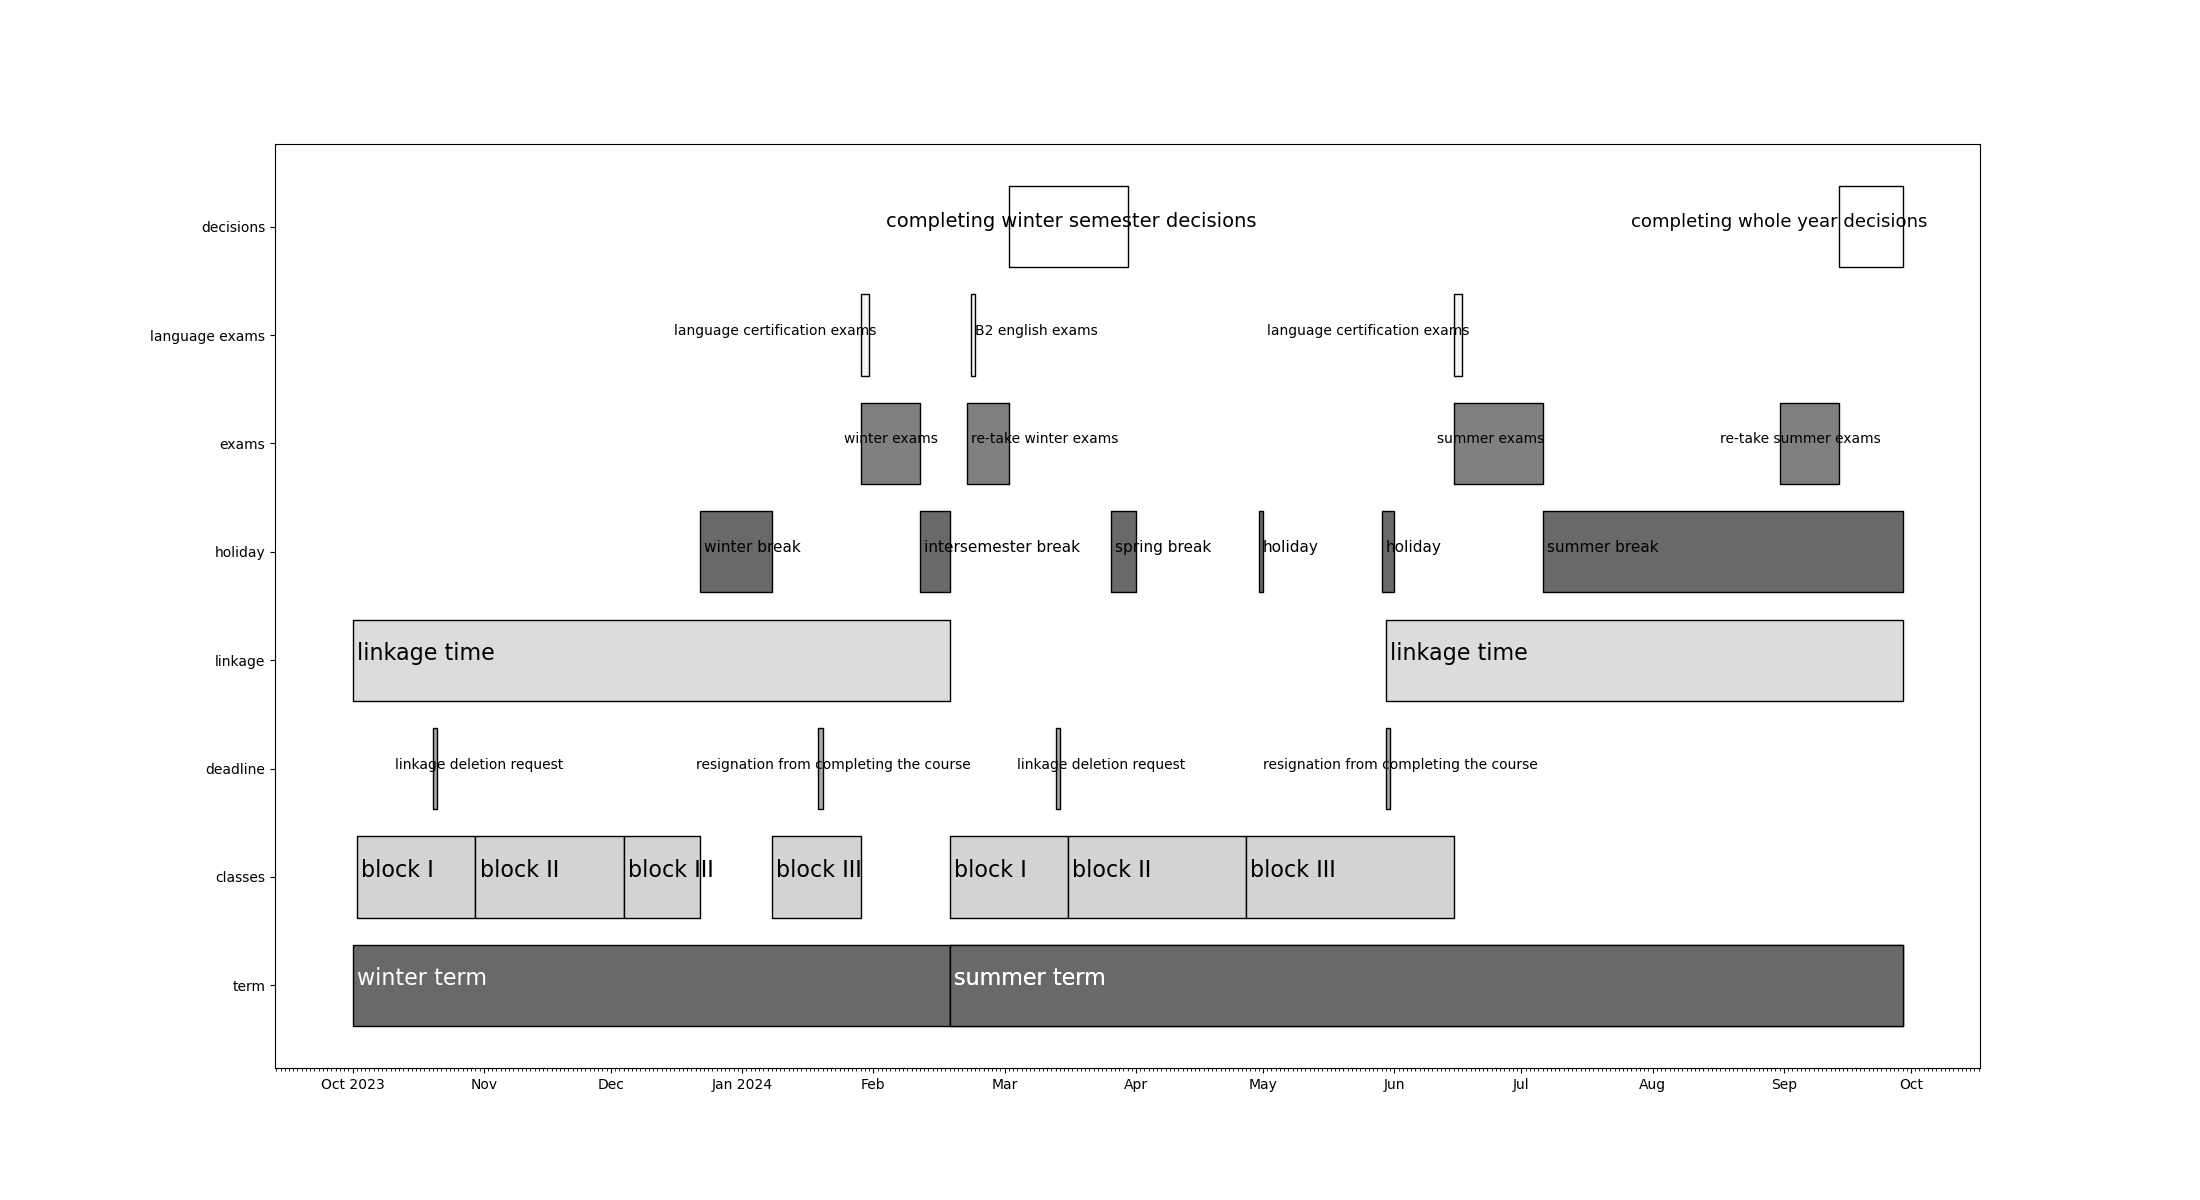 decisions
completing winter semester decisions
completing whole year decisions
language exams
language certification exams
B2 english exams
language certification exams
exams
winter exams
re-take winter exams
summer exams
re-take summer exams
holiday
winter break
intersemester break
spring break
holiday
holiday
summer break
linkage
linkage time
linkage time
deadline
linkage deletion request
resignation from completing the course
linkage deletion request
resignation from completing the course
classes
block I
block II
block III
block III
block I
block II
block III
term
winter term
summer term
Oct 2023
Nov
Dec
Jan 2024
Feb
Mar
Apr
May
Jun
Jul
Aug
Sep
Oct